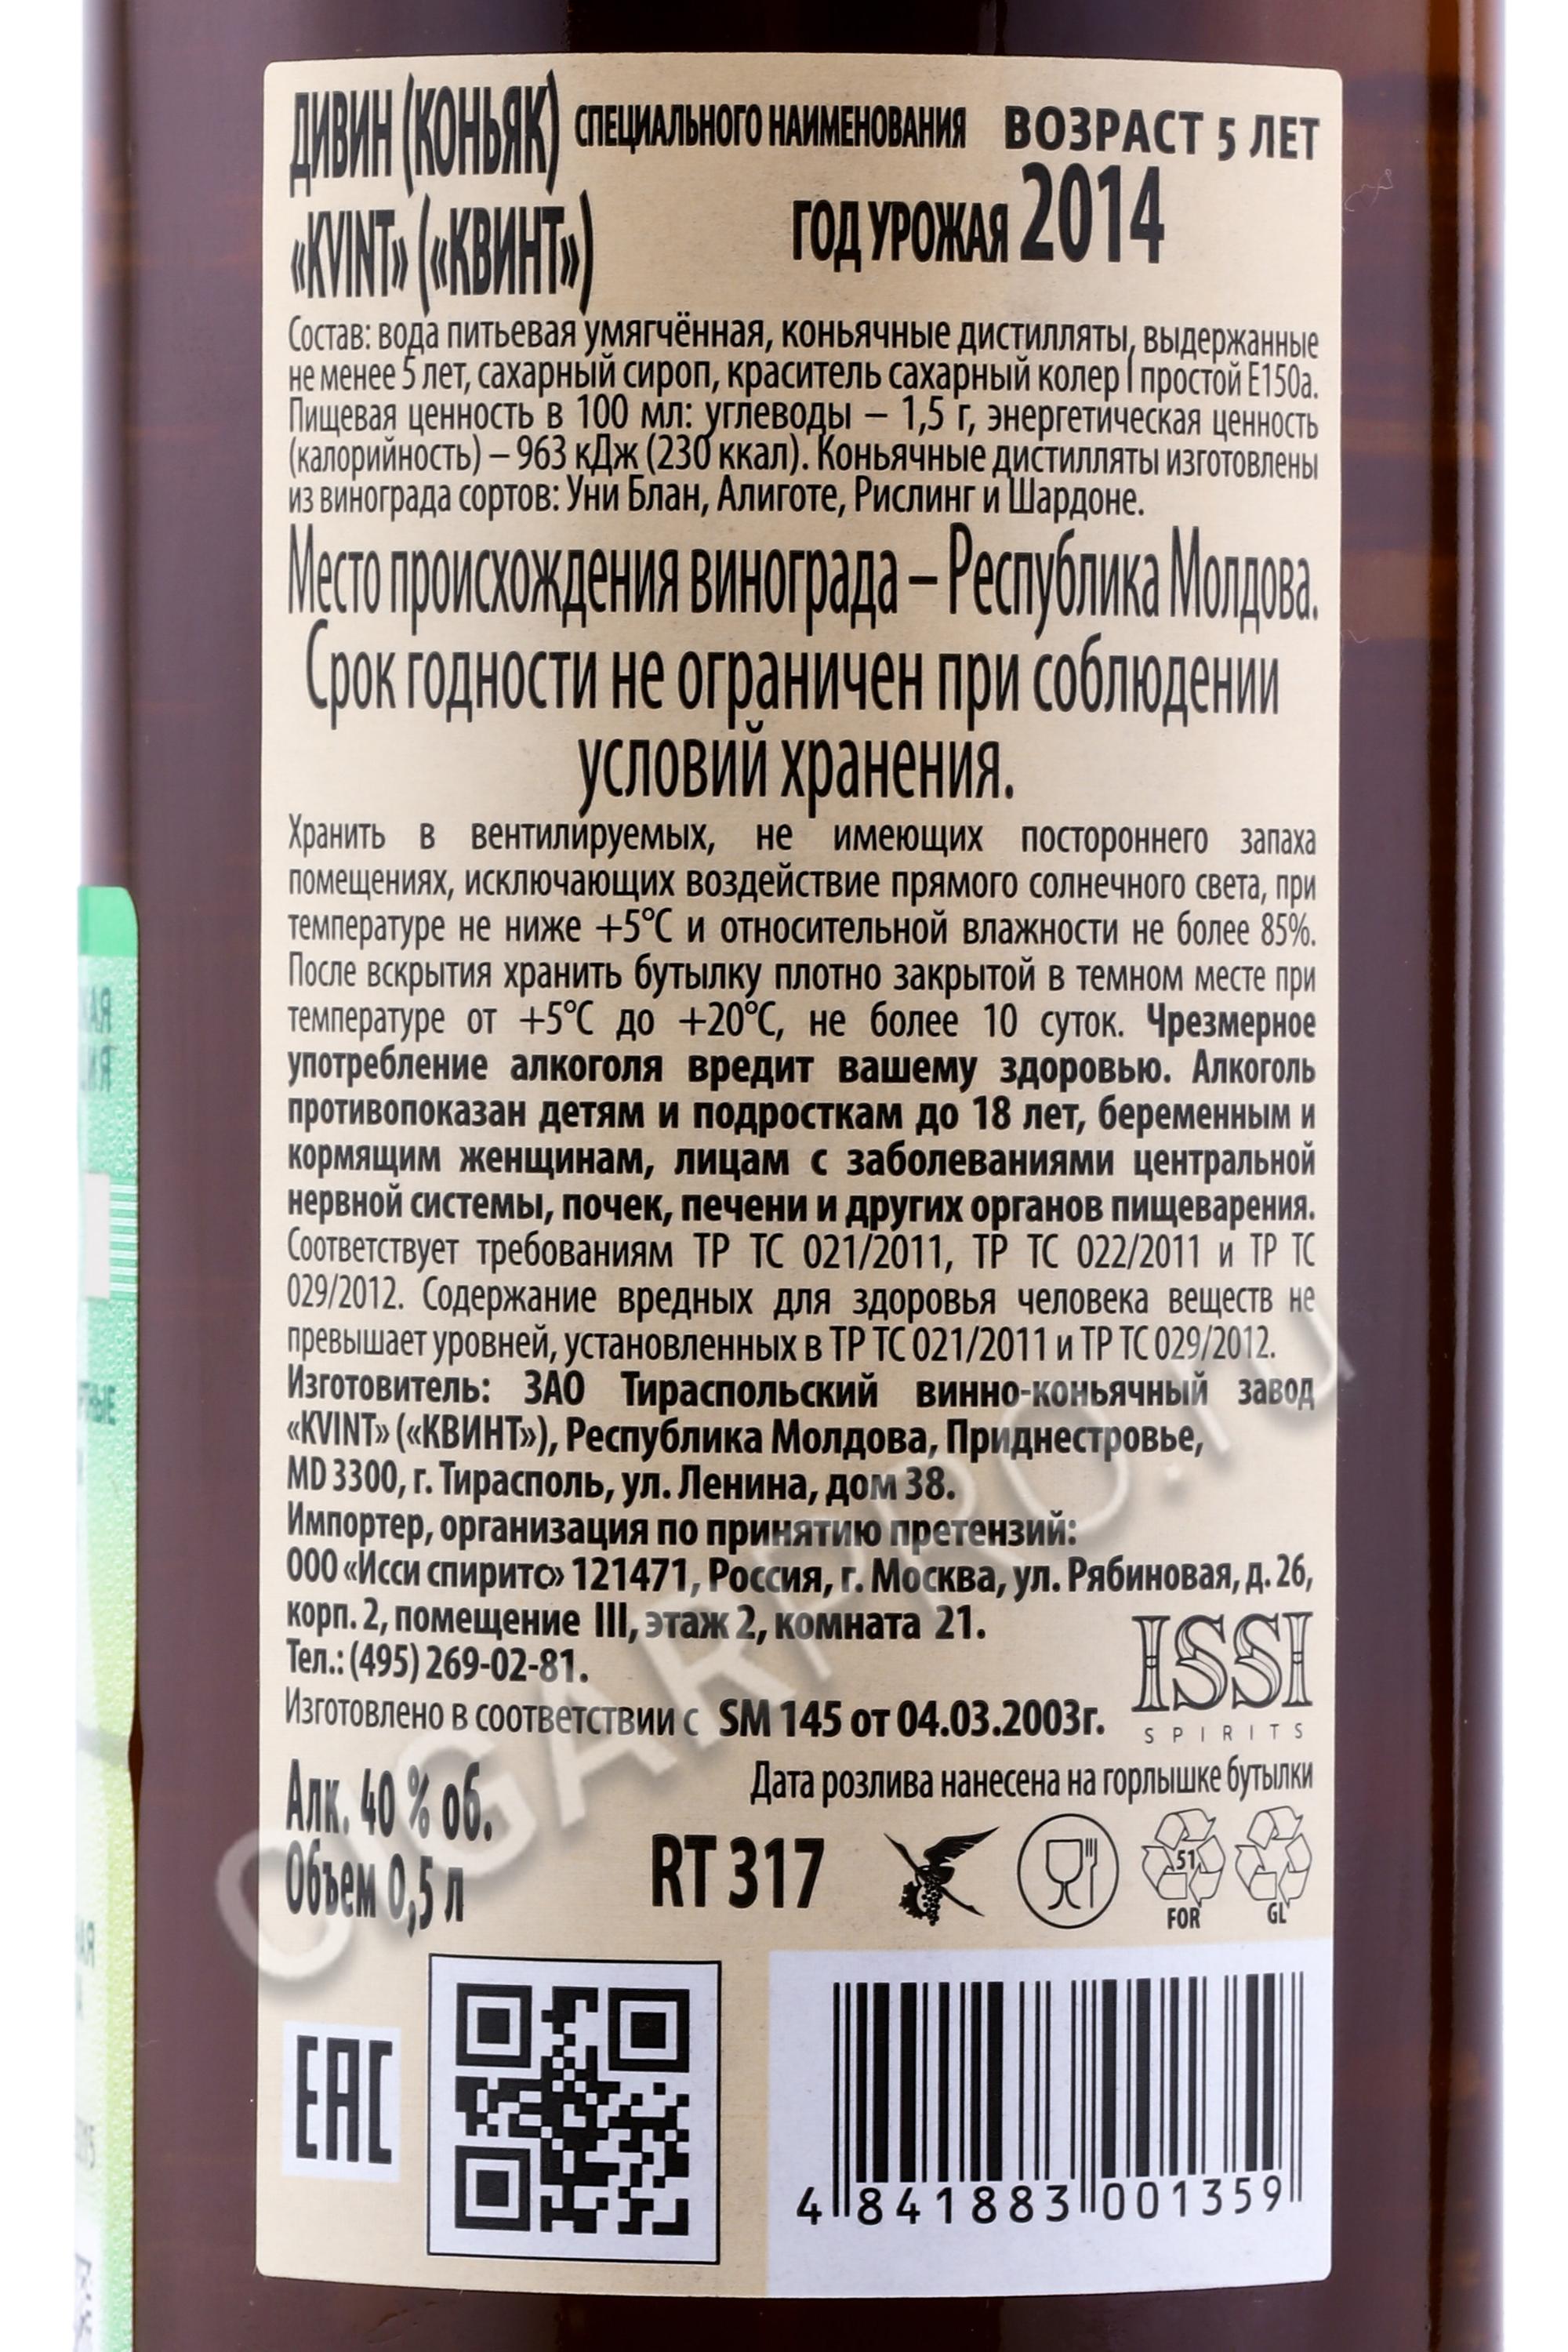 ДИВИН (КОНЬЯК) СПЕЦИАЛЬНОГО НАИМЕНОВАНИЯ ВОЗРАСТ 5 ЛЕТ
«KVINT» («КВИНТ») ГОД УРОЖАЯ 2014
Состав: вода питьевая умягчённая, коньячные дистилляты, выдержанные
не менее 5 лет, сахарный сироп, краситель сахарный колер I простой Е150а.
Пищевая ценность в 100 мл: углеводы – 1,5 г, энергетическая ценность
(калорийность) – 963 кДж (230 ккал). Коньячные дистилляты изготовлены
из винограда сортов: Уни Блан, Алиготе, Рислинг и Шардоне.
Место происхождения винограда – Республика Молдова.
Срок годности не ограничен при соблюдении
условий хранения.
Хранить в вентилируемых, не имеющих постороннего запаха
помещениях, исключающих воздействие прямого солнечного света, при
температуре не ниже +5°С и относительной влажности не более 85%.
После вскрытия хранить бутылку плотно закрытой в темном месте при
температуре от +5°С до +20°С, не более 10 суток. Чрезмерное
употребление алкоголя вредит вашему здоровью. Алкоголь
противопоказан детям и подросткам до 18 лет, беременным и
кормящим женщинам, лицам с заболеваниями центральной
нервной системы, почек, печени и других органов пищеварения.
Соответствует требованиям ТР ТС 021/2011, ТР ТС 022/2011 и ТР ТС
029/2012. Содержание вредных для здоровья человека веществ не
превышает уровней, установленных в ТР ТС 021/2011 и ТР ТС 029/2012.
Изготовитель: ЗАО Тираспольский винно-коньячный завод
«KVINT» («КВИНТ»), Республика Молдова, Приднестровье,
MD 3300, г. Тирасполь, ул. Ленина, дом 38.
Импортер, организация по принятию претензий:
ООО «Исси спиритс» 121471, Россия, г. Москва, ул. Рябиновая, д. 26,
корп. 2, помещение III, этаж 2, комната 21.
Тел.: (495) 269-02-81.
ISSI
SPIRITS
Изготовлено в соответствии с SM 145 от 04.03.2003г.
Дата розлива нанесена на горлышке бутылки
Алк. 40 % об.
Объем 0,5 л
RT 317
51
FOR
GL
EAC
4 841883 001359
CIGARPRO.ru